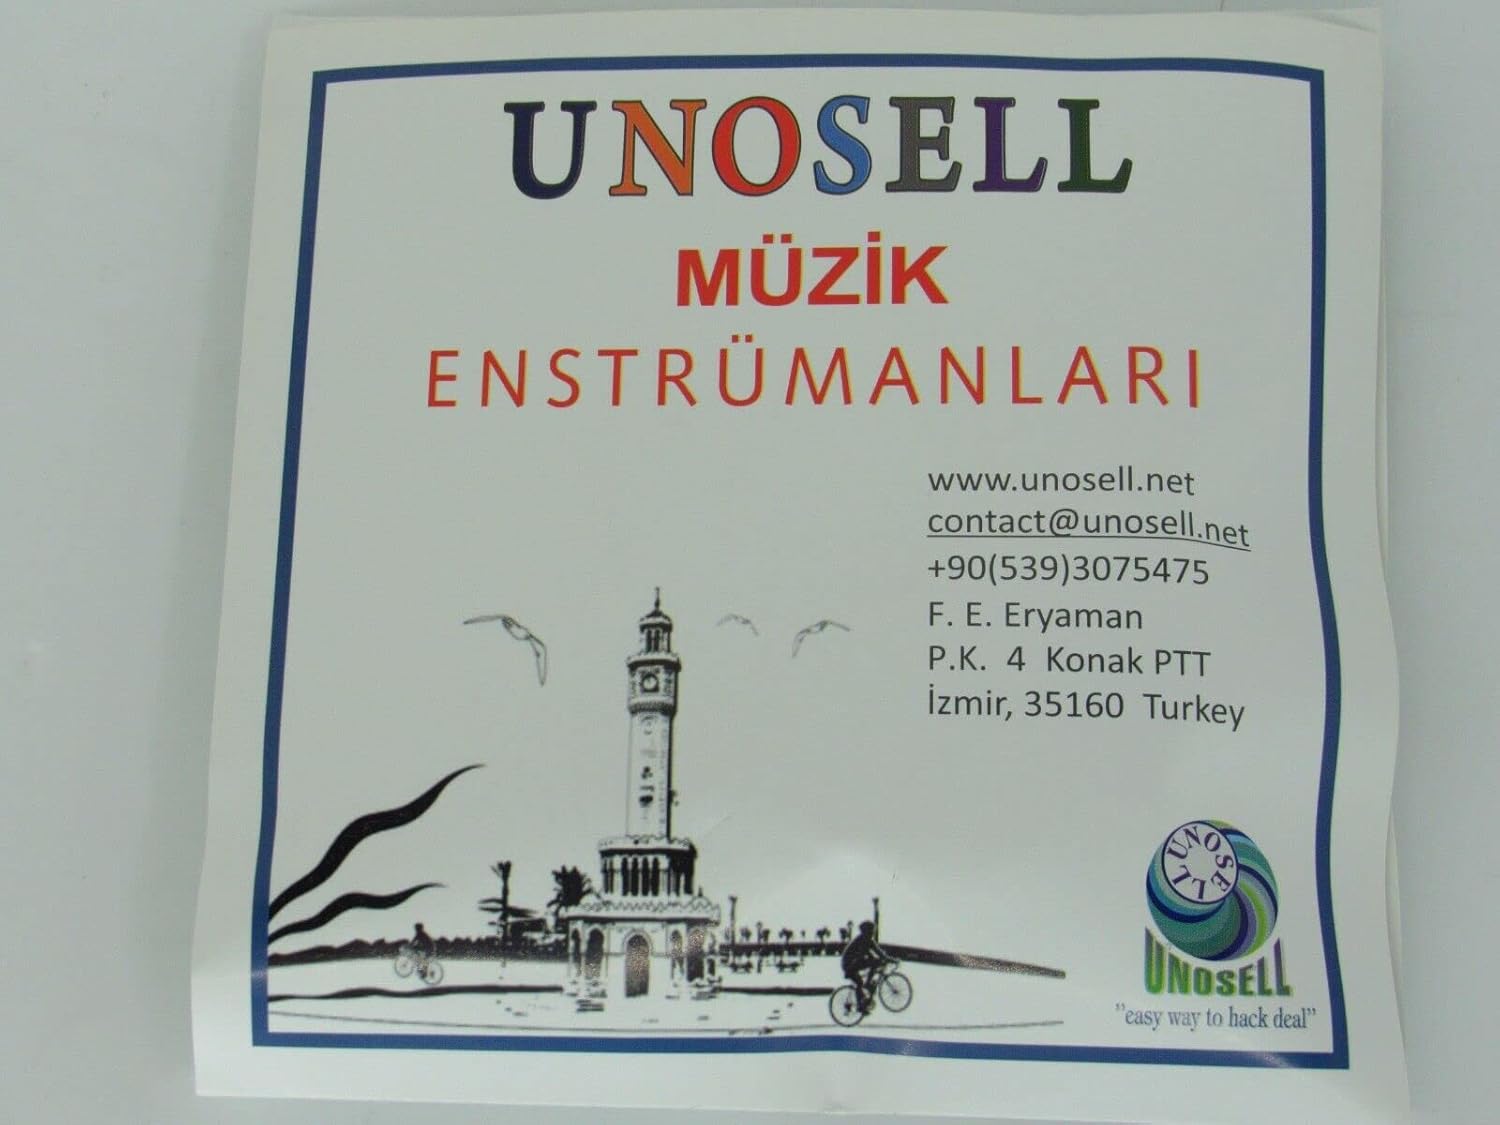 UNOSELL
MÜZİK
ENSTRÜMANLARI
www.unosell.net
contact@unosell.net
+90(539)3075475
F. E. Eryaman
P.K. 4 Konak PTT
İzmir, 35160 Turkey
UNOSELL
UNOSELL
"easy way to hack deal"